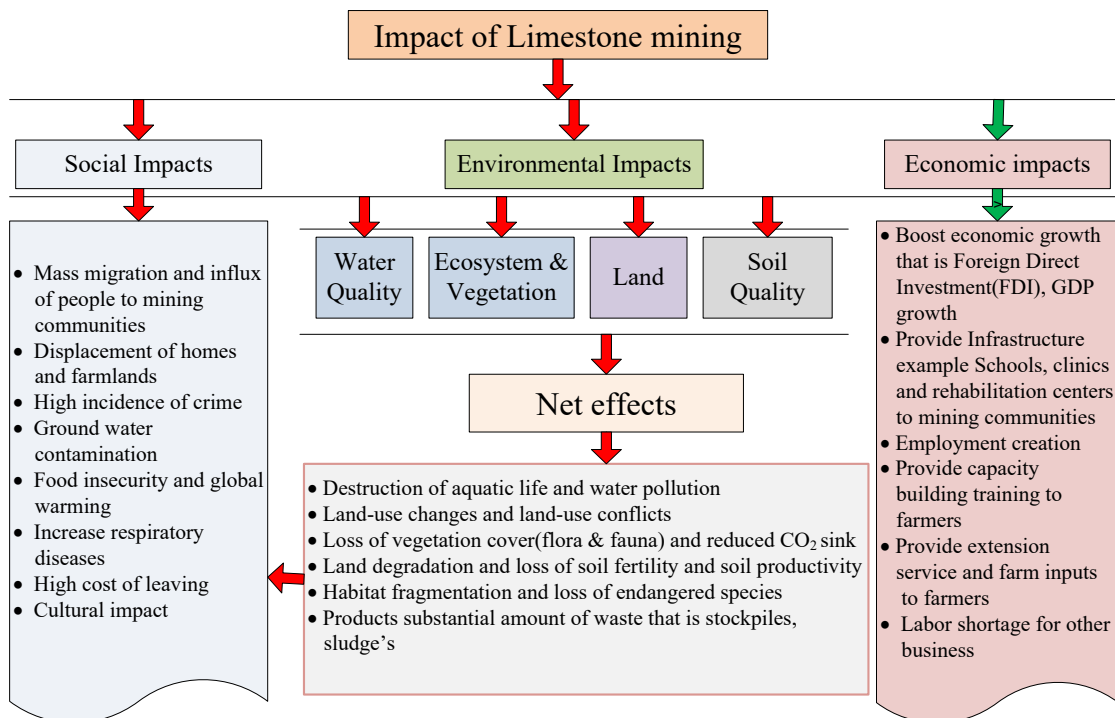 Impact of Limestone mining
Social Impacts
Environmental Impacts
Economic impacts
• Mass migration and influx
of people to mining
communities
• Displacement of homes
and farmlands
• High incidence of crime
• Ground water
contamination
• Food insecurity and global
warming
• Increase respiratory
diseases
• High cost of leaving
• Cultural impact
Water
Quality
Ecosystem &
Vegetation
Land
Soil
Quality
Net effects
• Destruction of aquatic life and water pollution
• Land-use changes and land-use conflicts
• Loss of vegetation cover(flora & fauna) and reduced CO₂ sink
• Land degradation and loss of soil fertility and soil productivity
• Habitat fragmentation and loss of endangered species
• Products substantial amount of waste that is stockpiles,
sludge’s
>
• Boost economic growth
that is Foreign Direct
Investment(FDI), GDP
growth
• Provide Infrastructure
example Schools, clinics
and rehabilitation centers
to mining communities
• Employment creation
• Provide capacity
building training to
farmers
• Provide extension
service and farm inputs
to farmers
• Labor shortage for other
business